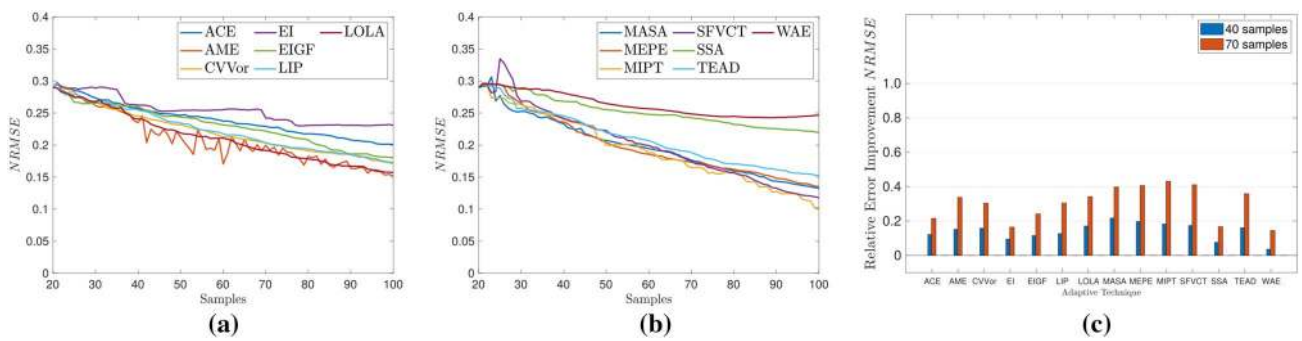 0.4
0.35
0.3
0.25
0.2
0.15
0.1
0.05
0
NRMSE
ACE EI LOLA
AME EIGF
CVVor LIP
20 30 40 50 60 70 80 90 100
Samples
(a)
0.4
0.35
0.3
0.25
0.2
0.15
0.1
0.05
0
NRMSE
MASA SFVCT WAE
MEPE SSA
MIPT TEAD
20 30 40 50 60 70 80 90 100
Samples
(b)
Relative Error Improvement NRMSE
1.0
0.8
0.6
0.4
0.2
0
40 samples
70 samples
ACE AME CVVor EI EIGF LIP LOLA MASA MEPE MIPT SFVCT SSA TEAD WAE
Adaptive Technique
(c)